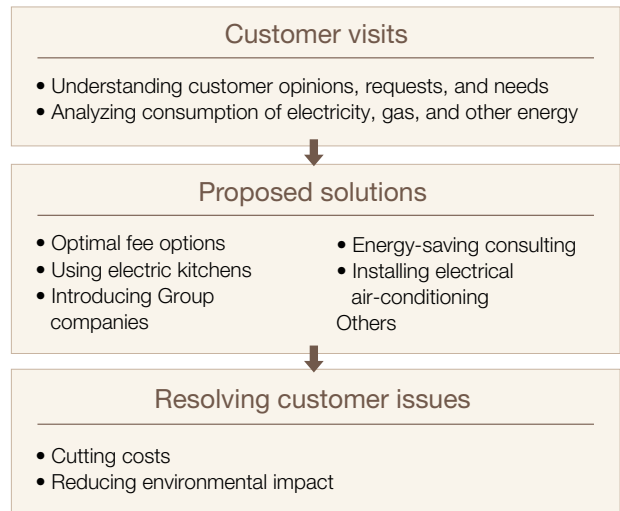 Customer visits
• Understanding customer opinions, requests, and needs
• Analyzing consumption of electricity, gas, and other energy
Proposed solutions
• Optimal fee options
• Using electric kitchens
• Introducing Group
companies
• Energy-saving consulting
• Installing electrical
air-conditioning
Others
Resolving customer issues
• Cutting costs
• Reducing environmental impact